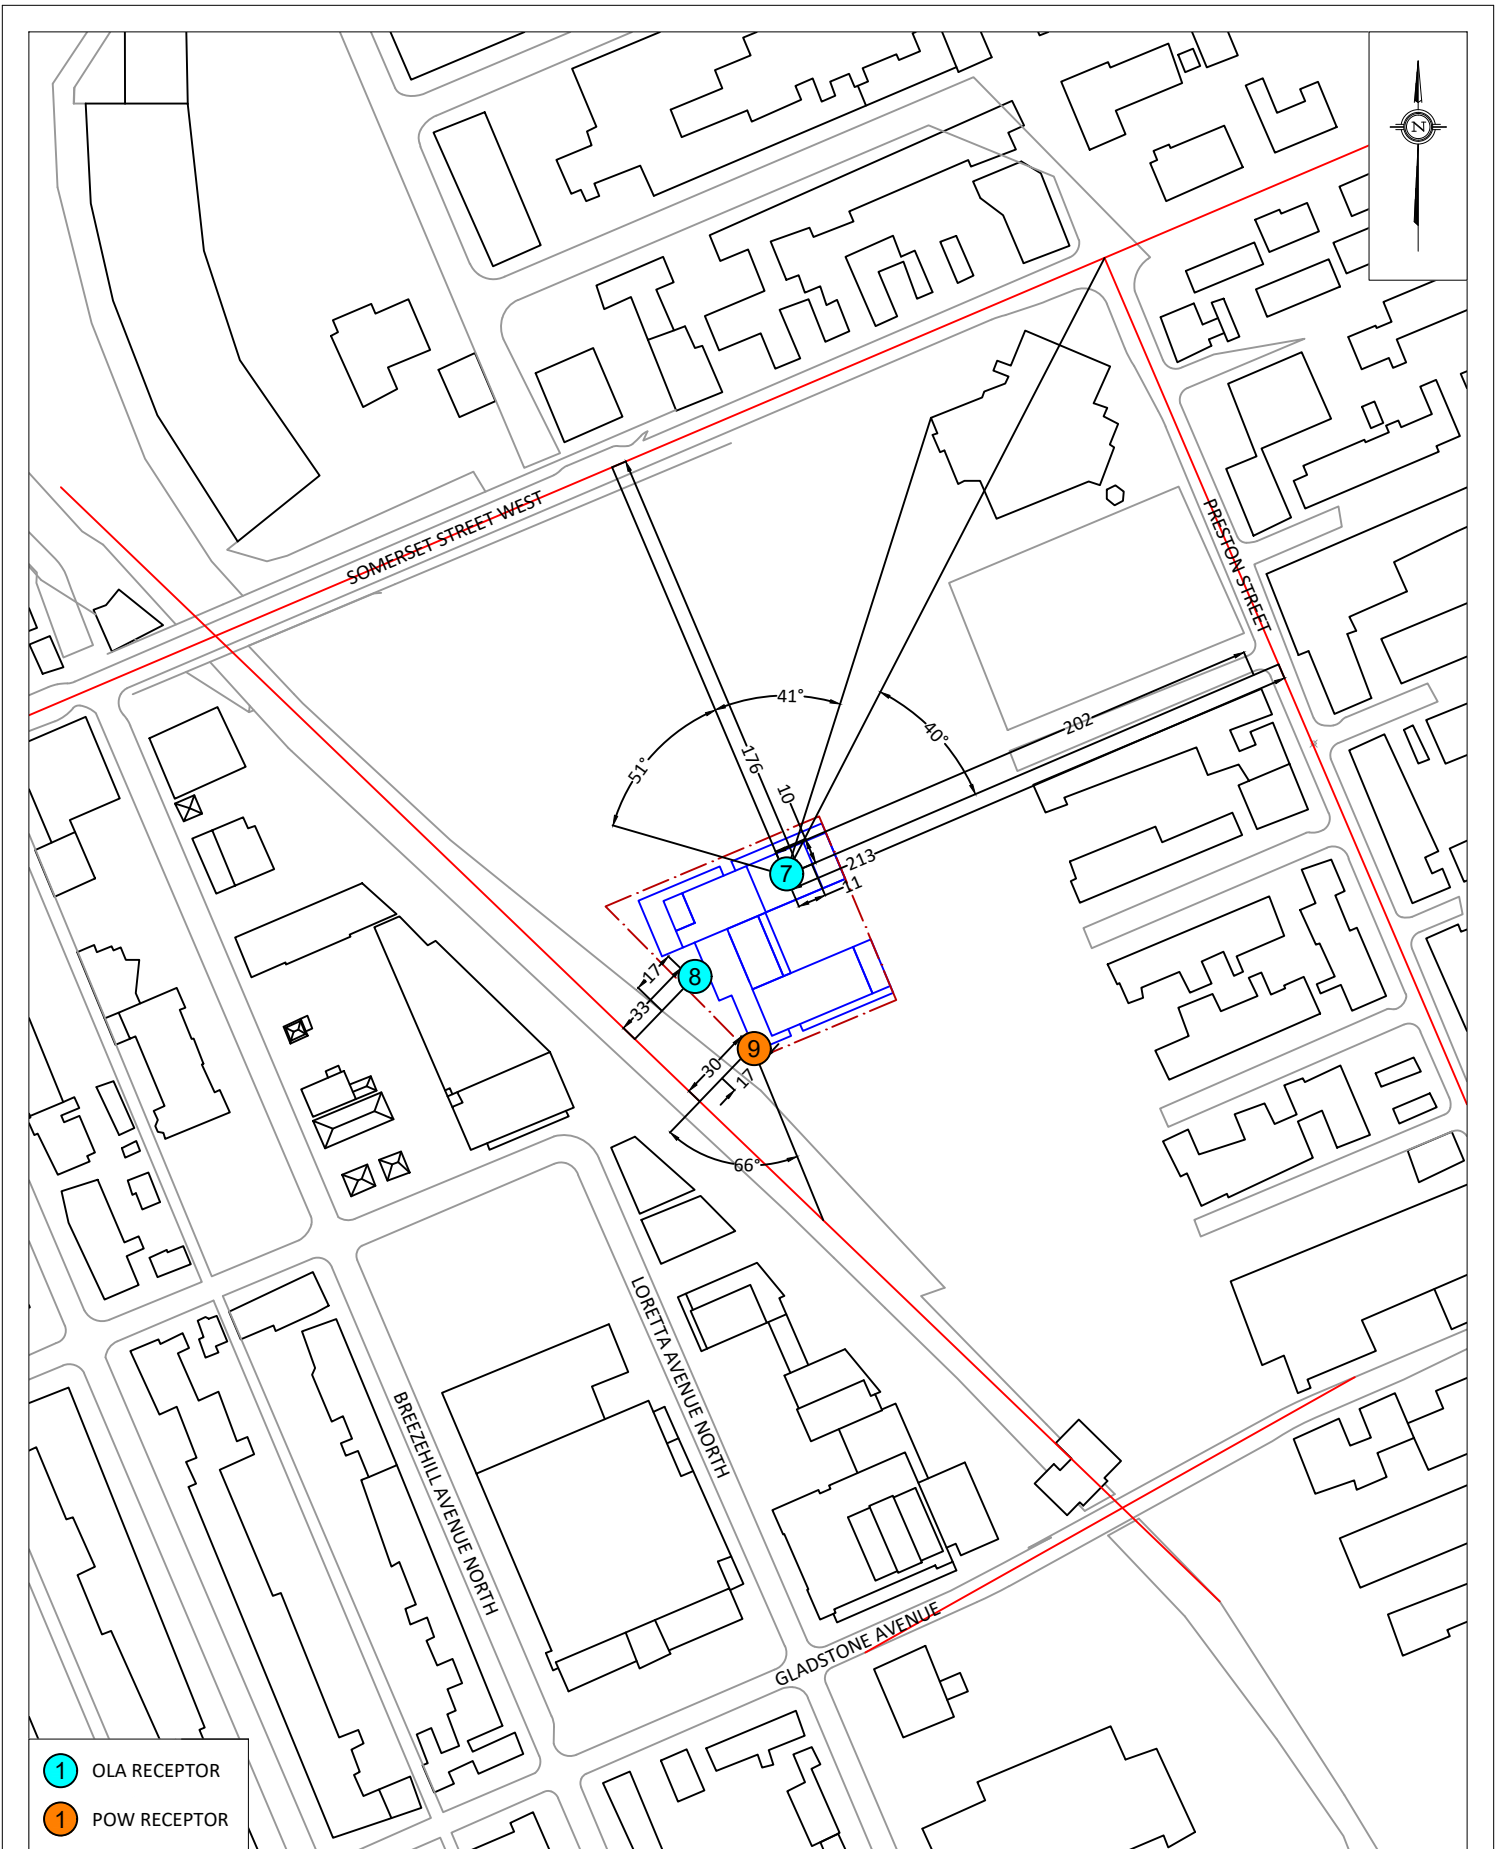 N
SOMERSET STREET WEST
PRESTON STREET
41°
51°
40°
176
202
10
213
11
7
8
17
33
9
30
17
66°
LORETTA AVENUE NORTH
BREEZEHILL AVENUE NORTH
GLADSTONE AVENUE
1 OLA RECEPTOR
1 POW RECEPTOR